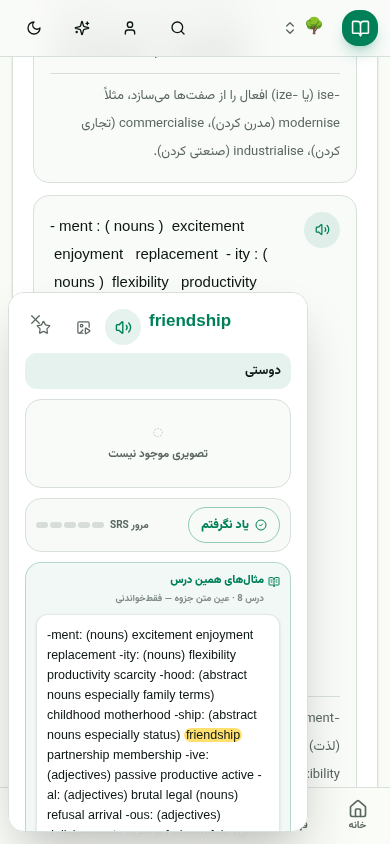 -ise (یا -ize) افعال را از صفت‌ها می‌سازد، مثلاً
modernise (مدرن کردن)، commercialise (تجاری
کردن)، industrialise (صنعتی کردن).
- ment : ( nouns ) excitement
enjoyment replacement - ity : (
nouns ) flexibility productivity
friendship
دوستی
تصویری موجود نیست
یاد نگرفتم
مرور SRS
مثال‌های همین درس
درس 8 · عین متن جزوه — فقط‌خواندنی
-ment: (nouns) excitement enjoyment
replacement -ity: (nouns) flexibility
productivity scarcity -hood: (abstract
nouns especially family terms)
childhood motherhood -ship: (abstract
nouns especially status) friendship
partnership membership -ive:
(adjectives) passive productive active -
al: (adjectives) brutal legal (nouns)
refusal arrival -ous: (adjectives)
ment-
(لذت)
xibility
خانه